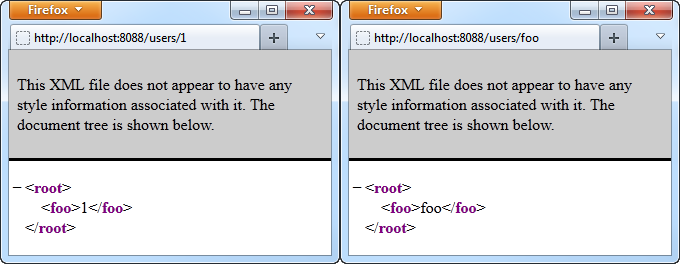 Firefox
http://localhost:8088/users/1
This XML file does not appear to have any
style information associated with it. The
document tree is shown below.
− <root>
<foo>1</foo>
</root>
Firefox
http://localhost:8088/users/foo
This XML file does not appear to have any
style information associated with it. The
document tree is shown below.
− <root>
<foo>foo</foo>
</root>